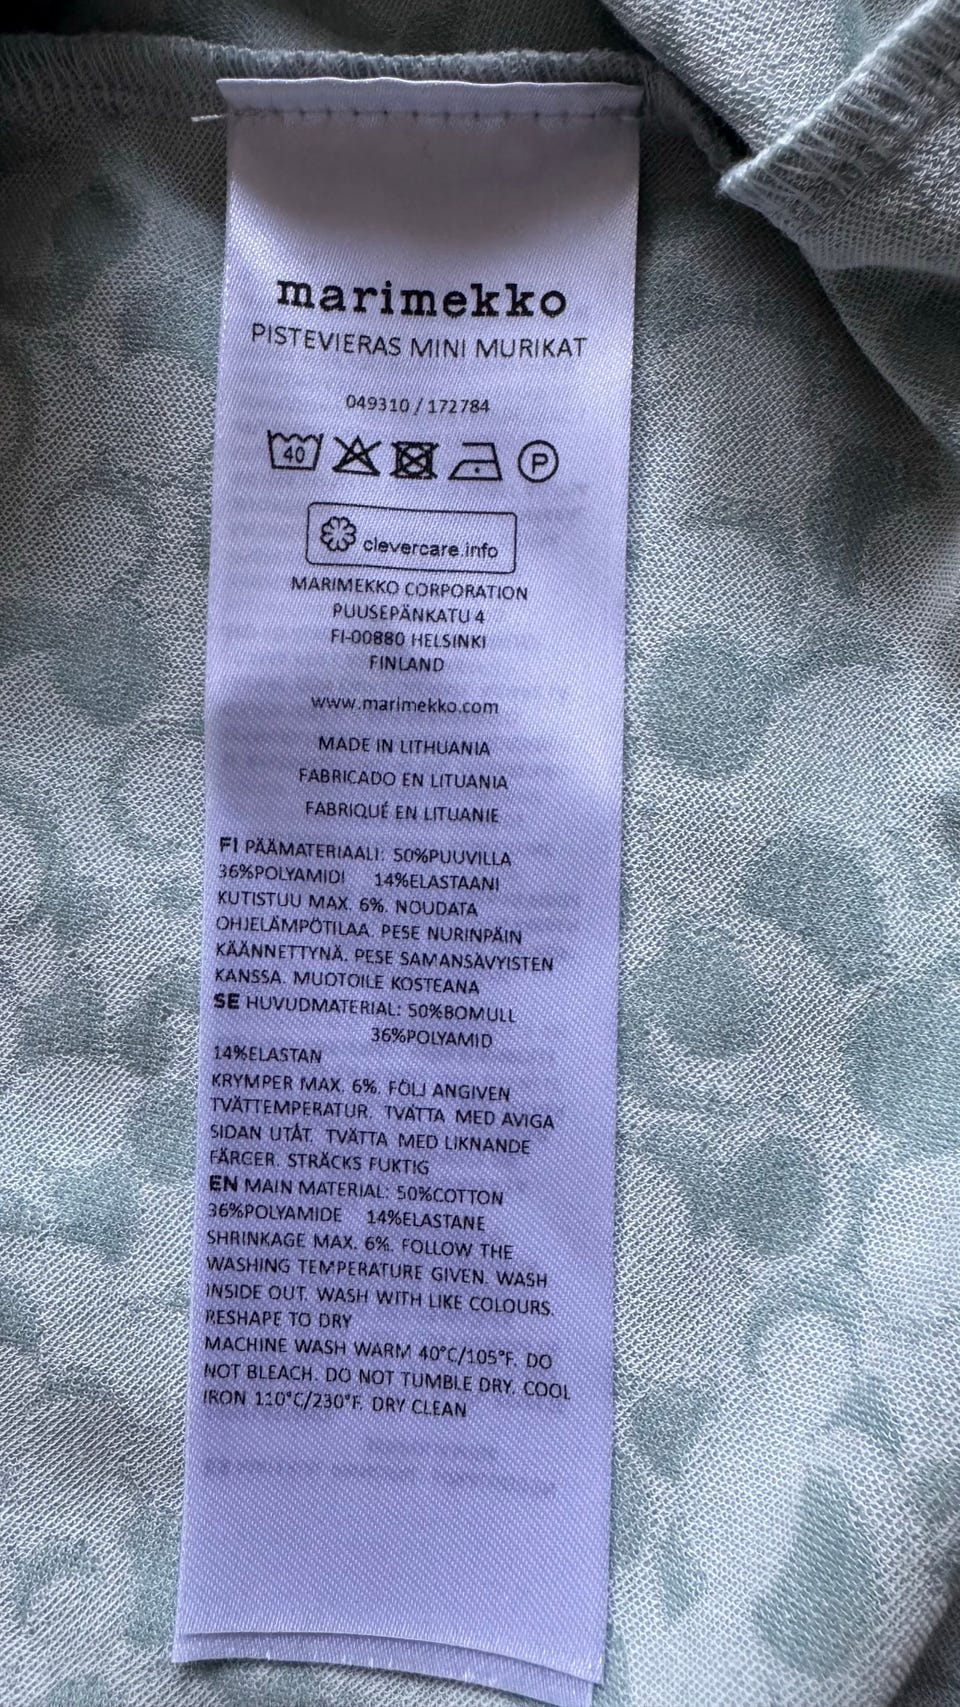 marimekko
PISTEVIERAS MINI MURIKAT
049310 / 172784
40 P
clevercare.info
MARIMEKKO CORPORATION
PUUSEPÄNKATU 4
FI-00880 HELSINKI
FINLAND
www.marimekko.com
MADE IN LITHUANIA
FABRICADO EN LITUANIA
FABRIQUÉ EN LITUANIE
FI PÄÄMATERIAALI: 50%PUUVILLA
36%POLYAMIDI 14%ELASTAANI
KUTISTUU MAX. 6%. NOUDATA
OHJELÄMPÖTILAA. PESE NURINPÄIN
KÄÄNNETTYNÄ. PESE SAMANSÄVYISTEN
KANSSA. MUOTOILE KOSTEANA
SE HUVUDMATERIAL: 50%BOMULL
36%POLYAMID
14%ELASTAN
KRYMPER MAX. 6%. FÖLJ ANGIVEN
TVÄTTEMPERATUR. TVÄTTA MED AVIGA
SIDAN UTÅT. TVÄTTA MED LIKNANDE
FÄRGER. STRÄCKS FUKTIG
EN MAIN MATERIAL: 50%COTTON
36%POLYAMIDE 14%ELASTANE
SHRINKAGE MAX. 6%. FOLLOW THE
WASHING TEMPERATURE GIVEN. WASH
INSIDE OUT. WASH WITH LIKE COLOURS.
RESHAPE TO DRY
MACHINE WASH WARM 40°C/105°F. DO
NOT BLEACH. DO NOT TUMBLE DRY. COOL
IRON 110°C/230°F. DRY CLEAN